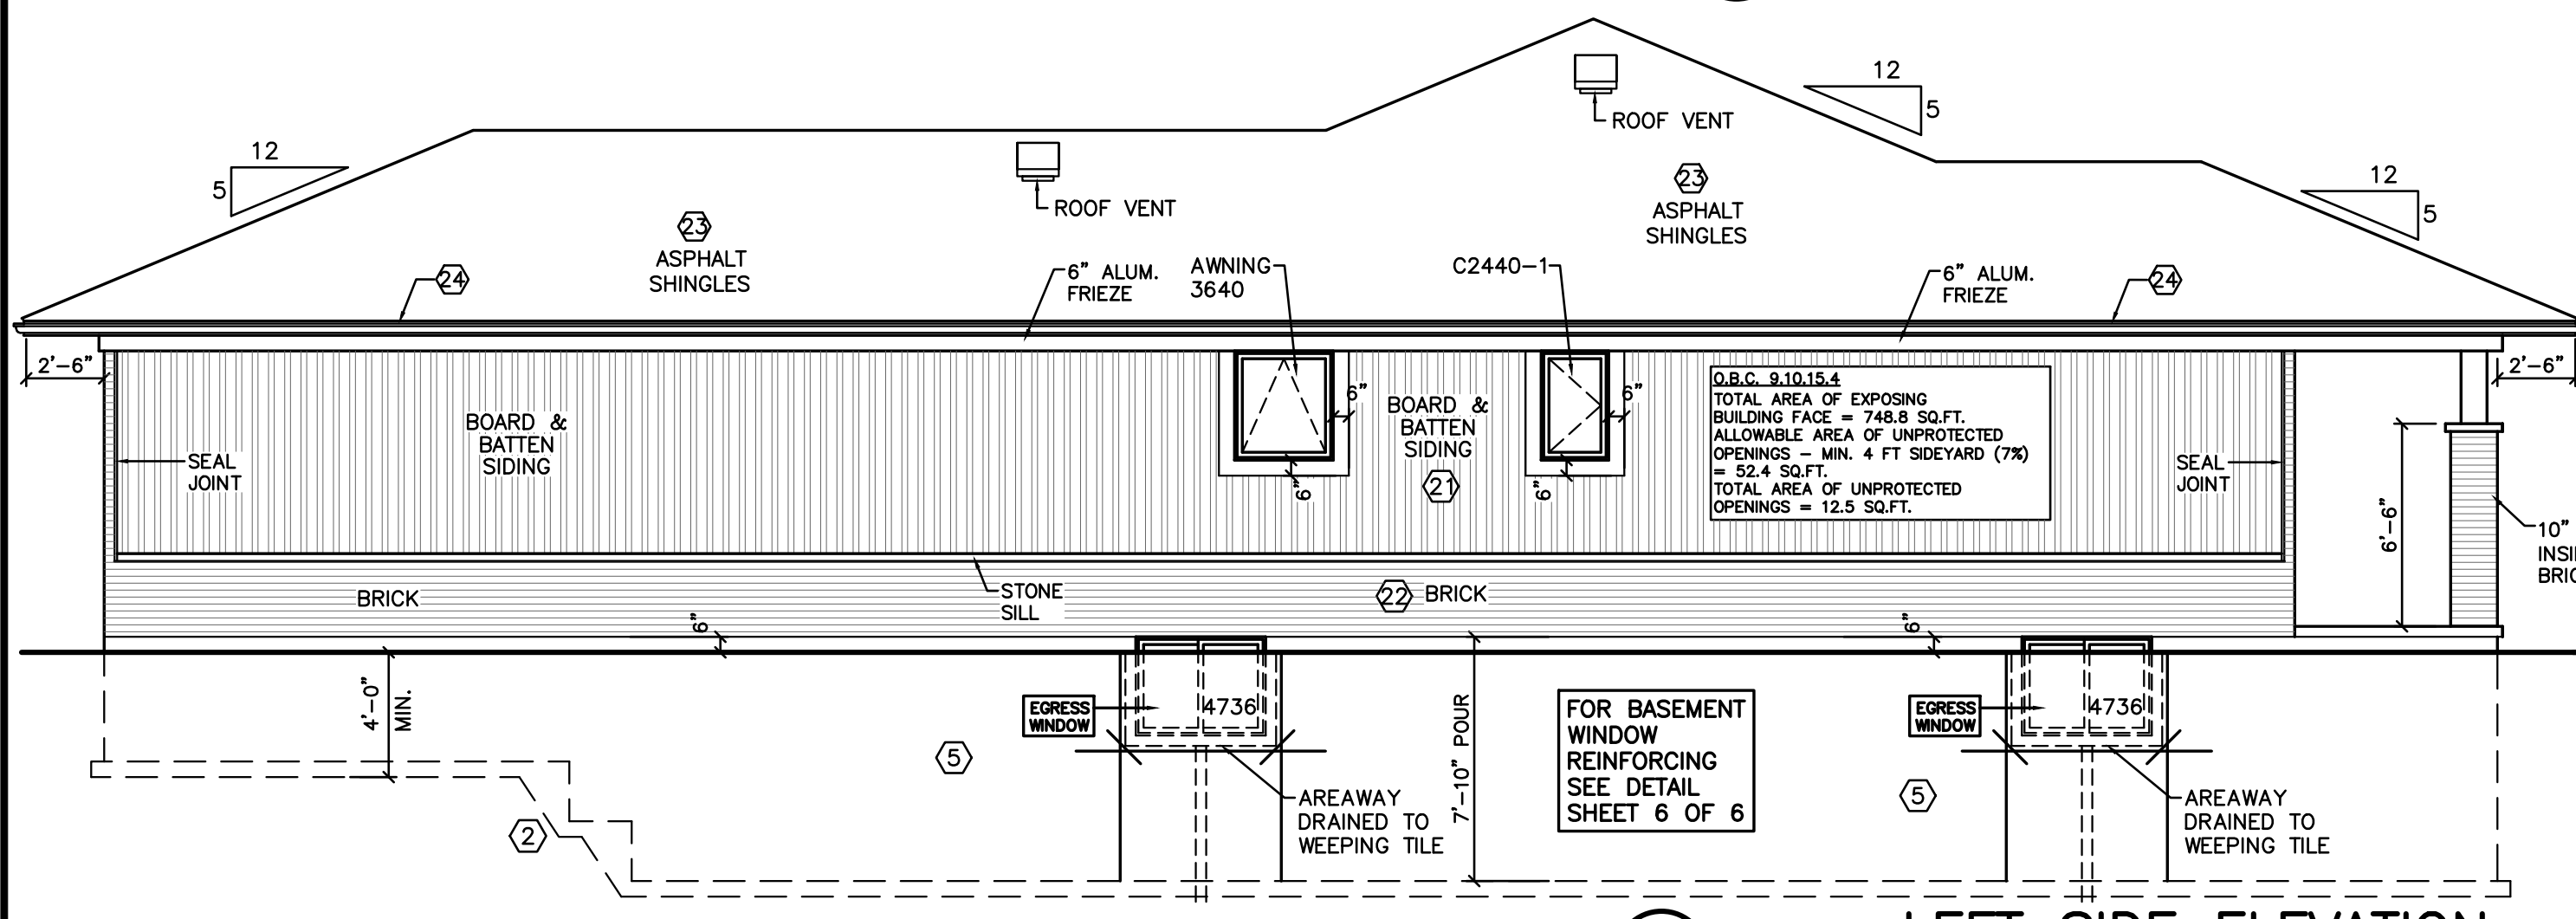 12
5
ROOF VENT
12
5
ROOF VENT
12
5
23
ASPHALT
SHINGLES
23
ASPHALT
SHINGLES
24
6" ALUM.
FRIEZE
AWNING
3640
C2440-1
6" ALUM.
FRIEZE
24
2'-6"
2'-6"
BOARD &
BATTEN
SIDING
SEAL
JOINT
6"
6"
BOARD &
BATTEN
SIDING
21
6"
6"
O.B.C. 9.10.15.4
TOTAL AREA OF EXPOSING
BUILDING FACE = 748.8 SQ.FT.
ALLOWABLE AREA OF UNPROTECTED
OPENINGS - MIN. 4 FT SIDEYARD (7%)
= 52.4 SQ.FT.
TOTAL AREA OF UNPROTECTED
OPENINGS = 12.5 SQ.FT.
SEAL
JOINT
6'-6"
10"
BRICK
STONE
SILL
22 BRICK
6"
6"
4'-0"
MIN.
EGRESS
WINDOW
4736
7'-10" POUR
FOR BASEMENT
WINDOW
REINFORCING
SEE DETAIL
SHEET 6 OF 6
EGRESS
WINDOW
4736
5
5
2
AREAWAY
DRAINED TO
WEEPING TILE
AREAWAY
DRAINED TO
WEEPING TILE
LEFT SIDE ELEVATION